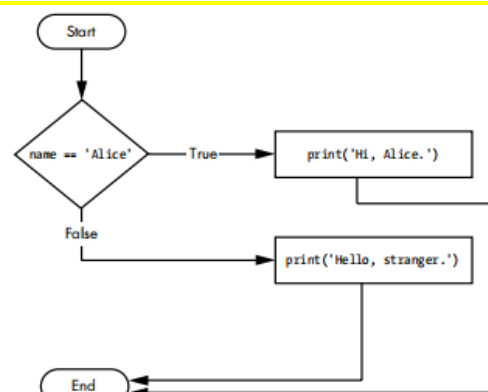 Start
name == 'Alice'
True
print('Hi, Alice.')
False
print('Hello, stranger.')
End